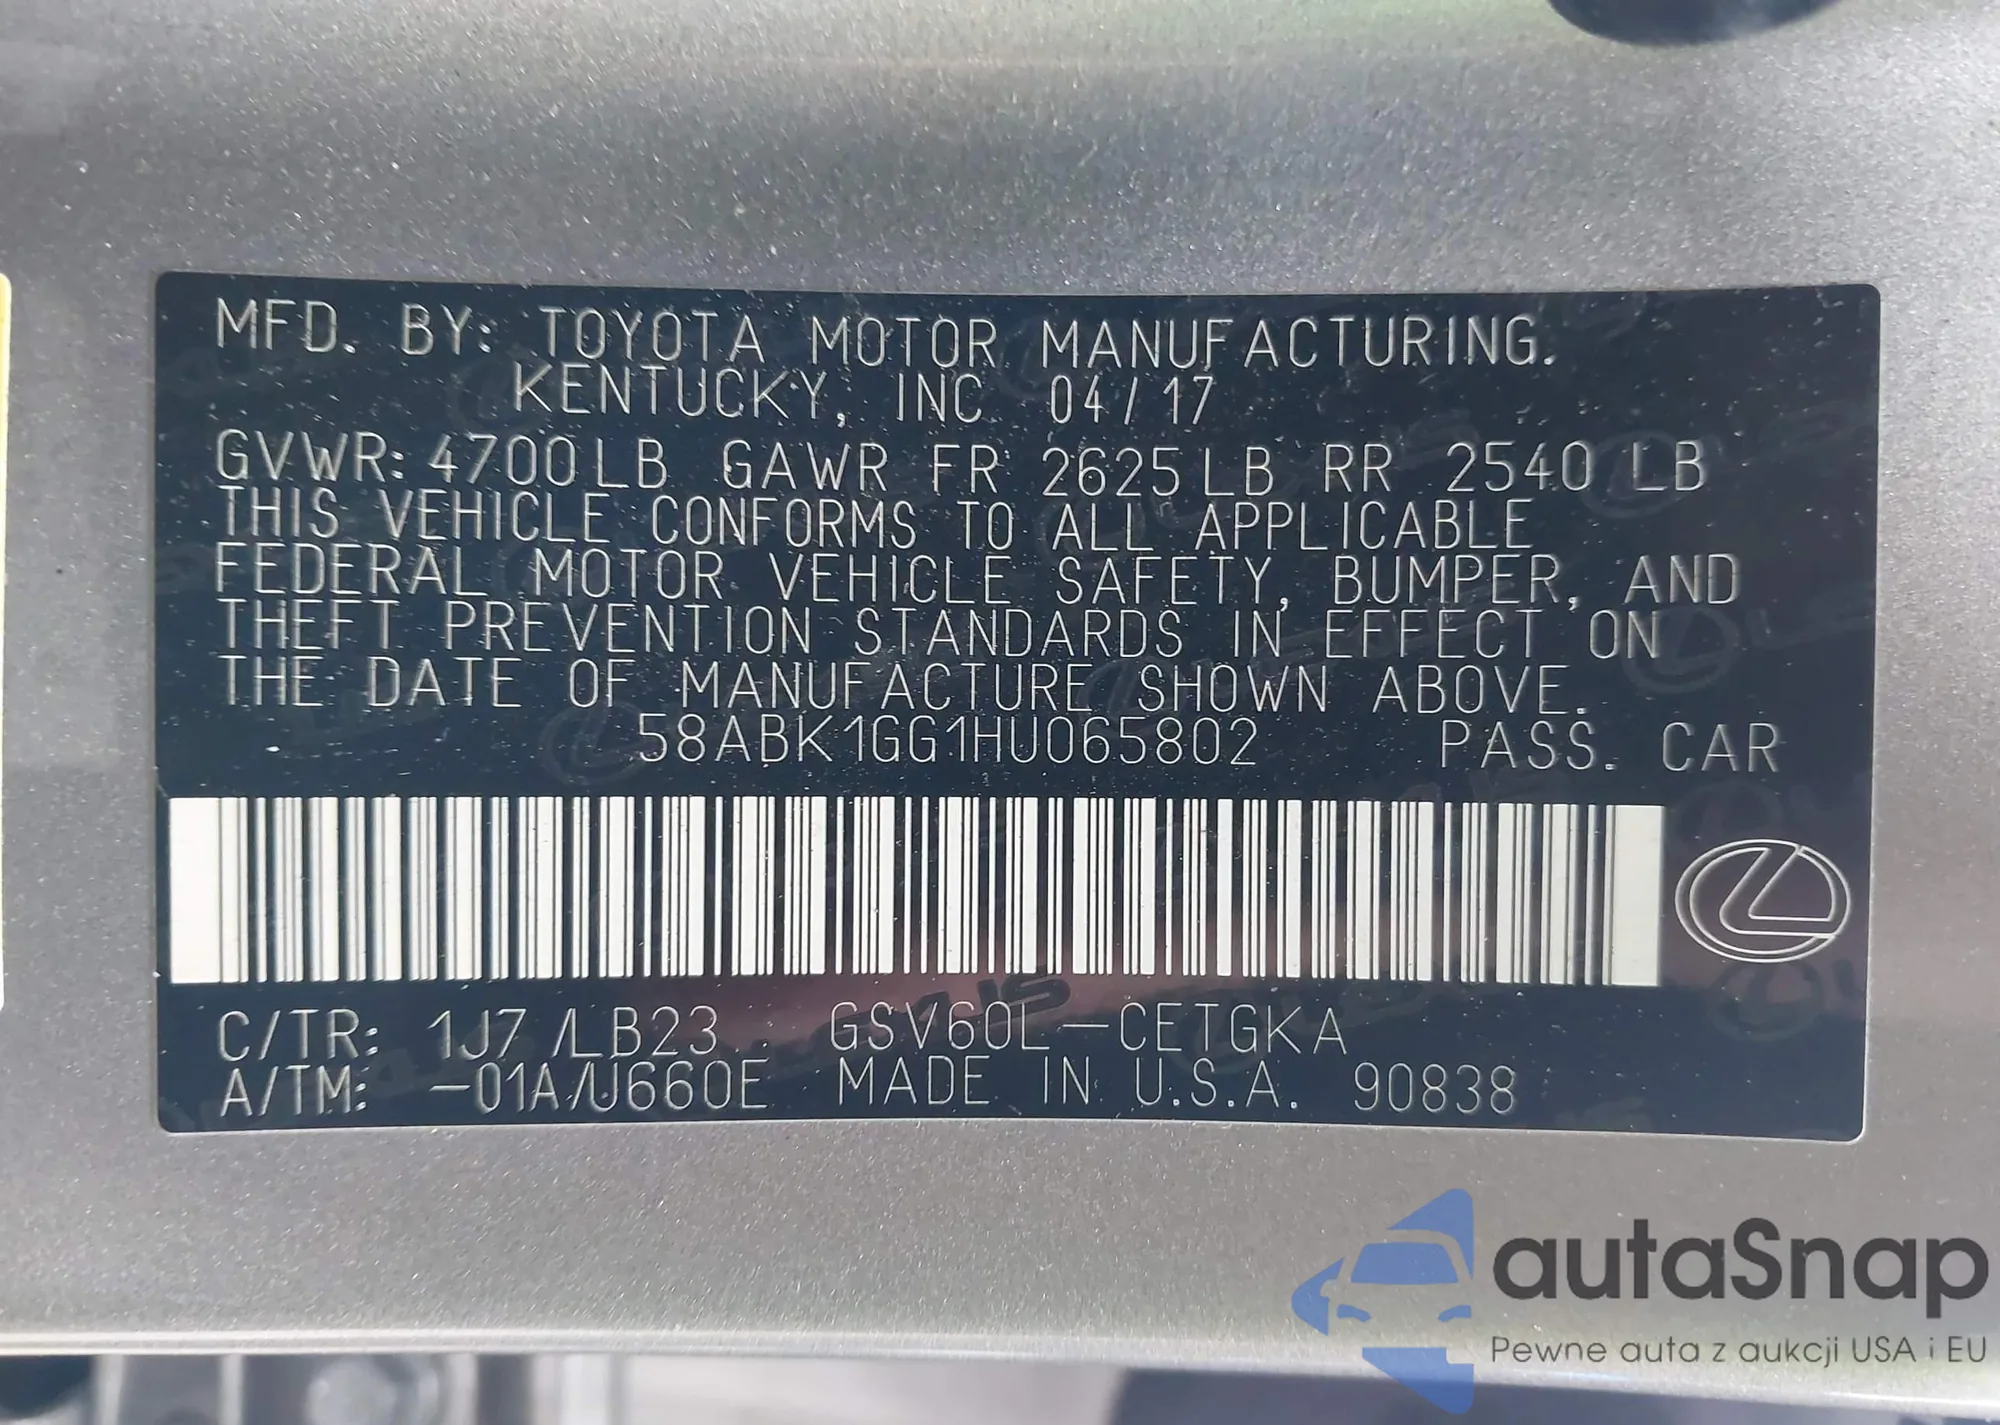 MFD. BY: TOYOTA MOTOR MANUFACTURING.
KENTUCKY, INC 04/17
GVWR: 4700LB GAWR FR 2625LB RR 2540 LB
THIS VEHICLE CONFORMS TO ALL APPLICABLE
FEDERAL MOTOR VEHICLE SAFETY, BUMPER, AND
THEFT PREVENTION STANDARDS IN EFFECT ON
THE DATE OF MANUFACTURE SHOWN ABOVE.
58ABK1GG1HU065802 PASS. CAR
C/TR: 1J7 /LB23 GSV60L-CETGKA
A/TM: -01A/U660E MADE IN U.S.A. 90838
autaSnap
Pewne auta z aukcji USA i EU